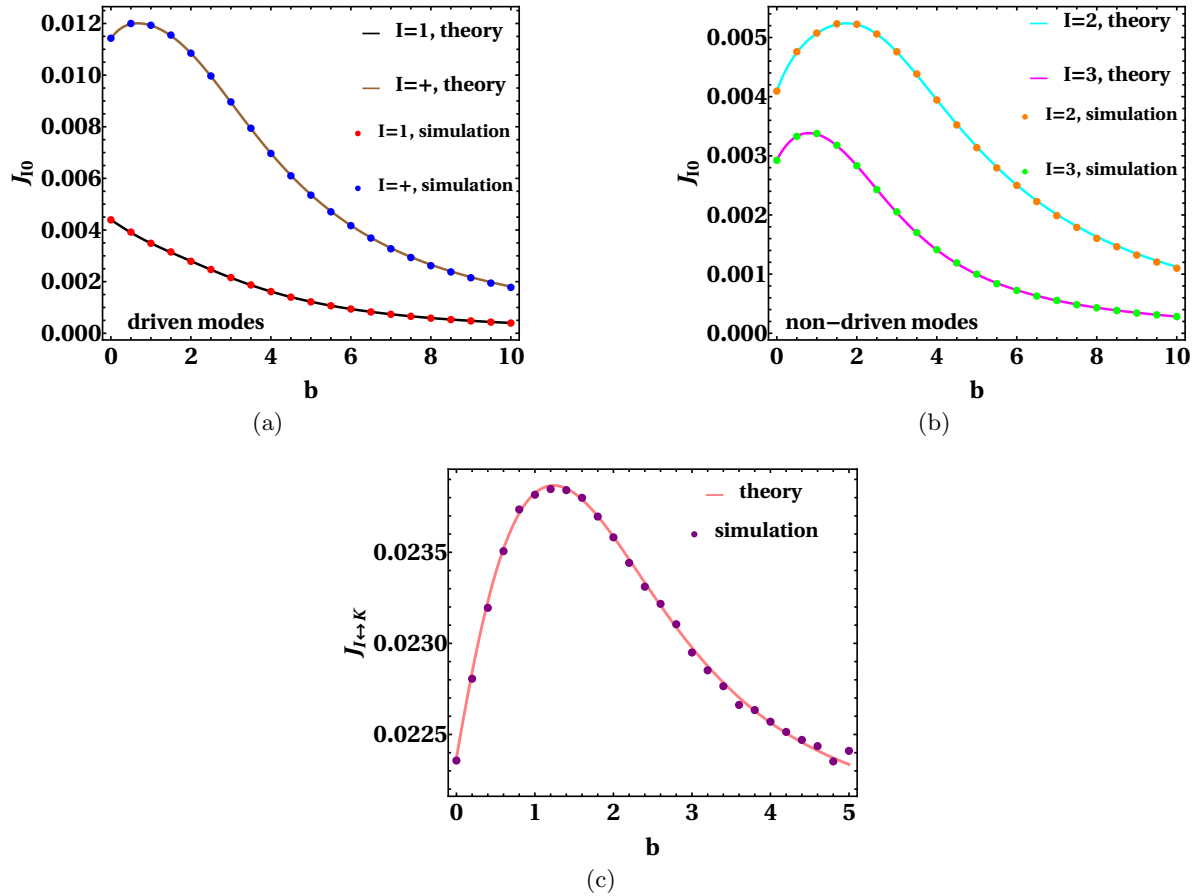 0.012
0.010
0.008
0.006
0.004
0.002
0.000
J_{I0}
I=1, theory
I=+, theory
I=1, simulation
I=+, simulation
driven modes
0 2 4 6 8 10
b
(a)
0.005
0.004
0.003
0.002
0.001
0.000
J_{I0}
I=2, theory
I=3, theory
I=2, simulation
I=3, simulation
non−driven modes
0 2 4 6 8 10
b
(b)
0.0235
0.0230
0.0225
J_{I↔K}
theory
simulation
0 1 2 3 4 5
b
(c)